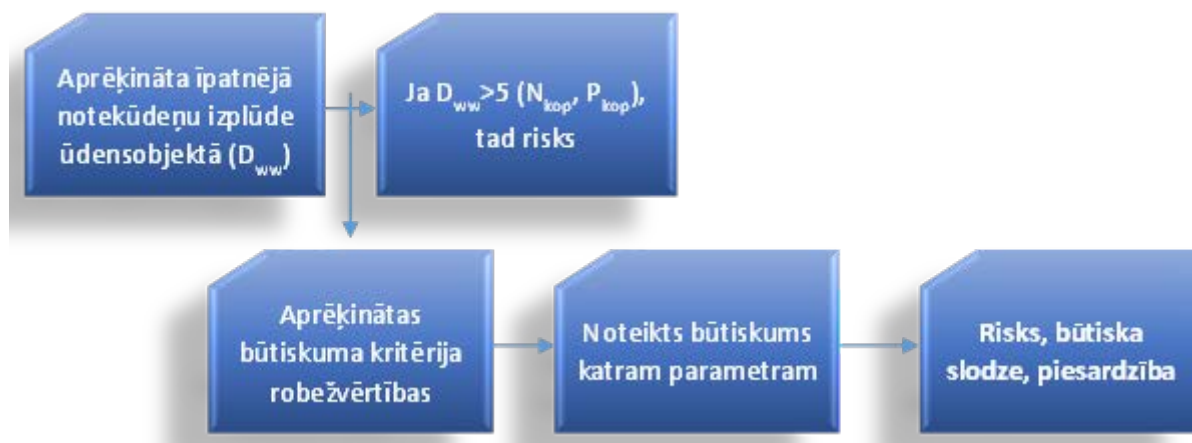 Aprēķināta īpatnējā
notekūdeņu izplūde
ūdensobjektā (Dww)
Ja Dww>5 (Nkop, Pkop),
tad risks
Aprēķinātas
būtiskuma kritērija
robežvērtības
Noteikts būtiskums
katram parametram
Risks, būtiska
slodze, piesardzība